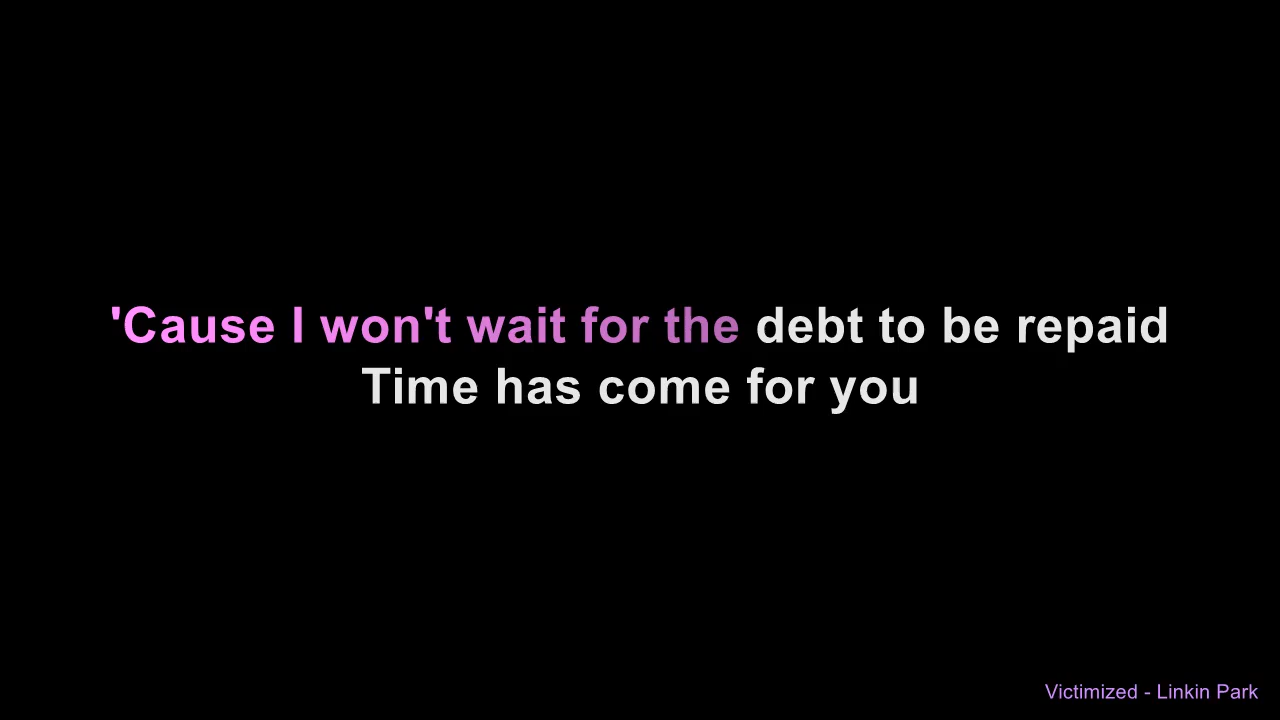 'Cause I won't wait for the debt to be repaid
Time has come for you
Victimized - Linkin Park